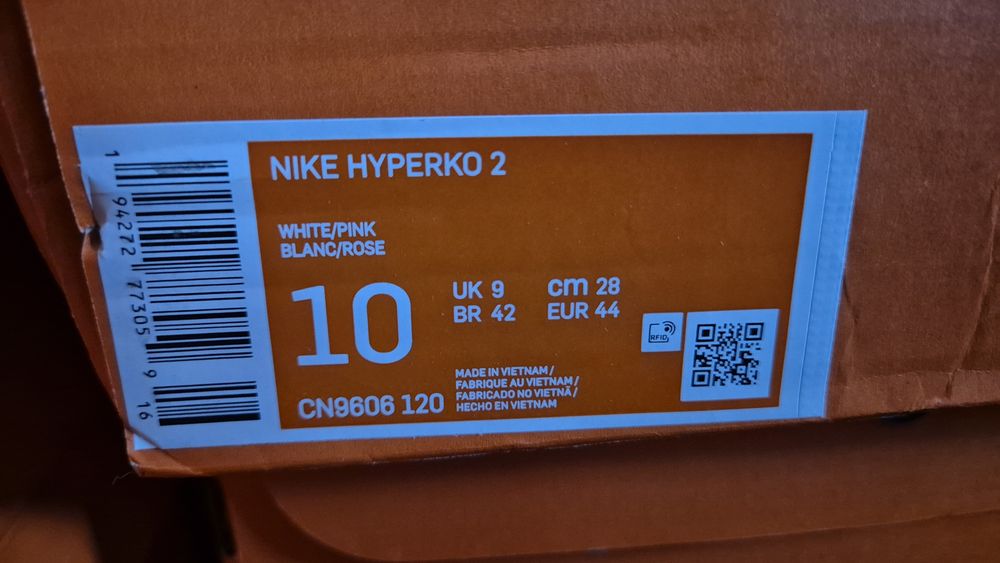 NIKE HYPERKO 2
WHITE/PINK
BLANC/ROSE
10
UK 9
BR 42
cm 28
EUR 44
CN9606 120
MADE IN VIETNAM /
FABRIQUE AU VIETNAM /
FABRICADO NO VIETNÃ /
HECHO EN VIETNAM
RFID
1 94272 77305 9
16